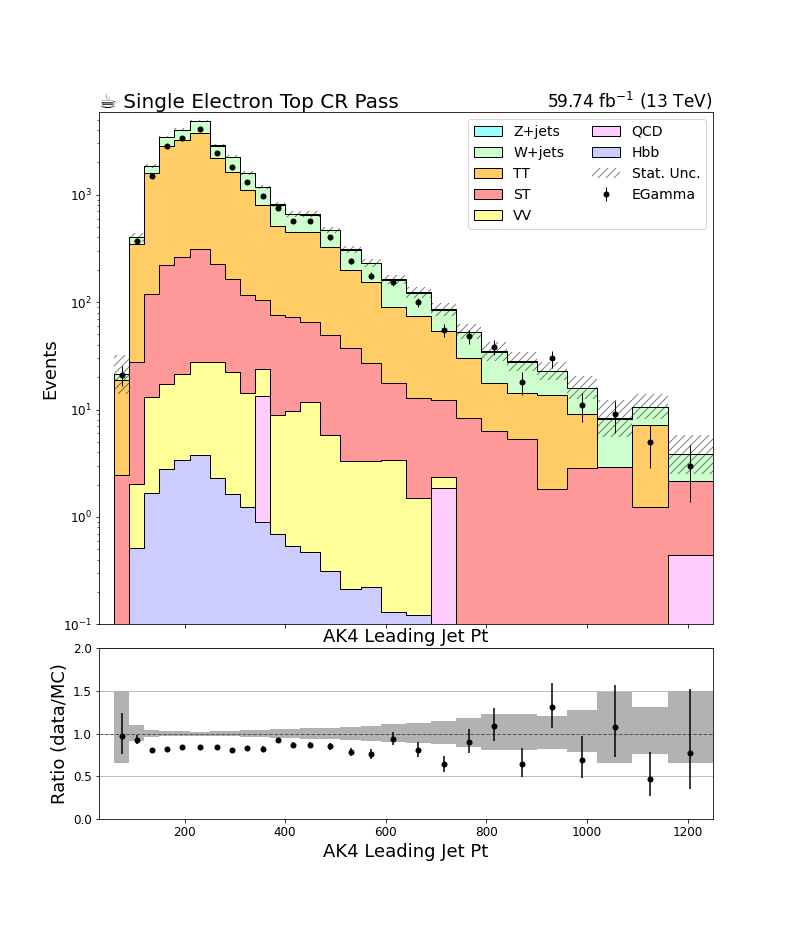 ☕ Single Electron Top CR Pass 59.74 fb⁻¹ (13 TeV)
Z+jets
W+jets
TT
ST
VV
QCD
Hbb
Stat. Unc.
EGamma
Events
10³
10²
10¹
10⁰
10⁻¹
AK4 Leading Jet Pt
Ratio (data/MC)
2.0
1.5
1.0
0.5
0.0
200 400 600 800 1000 1200
AK4 Leading Jet Pt